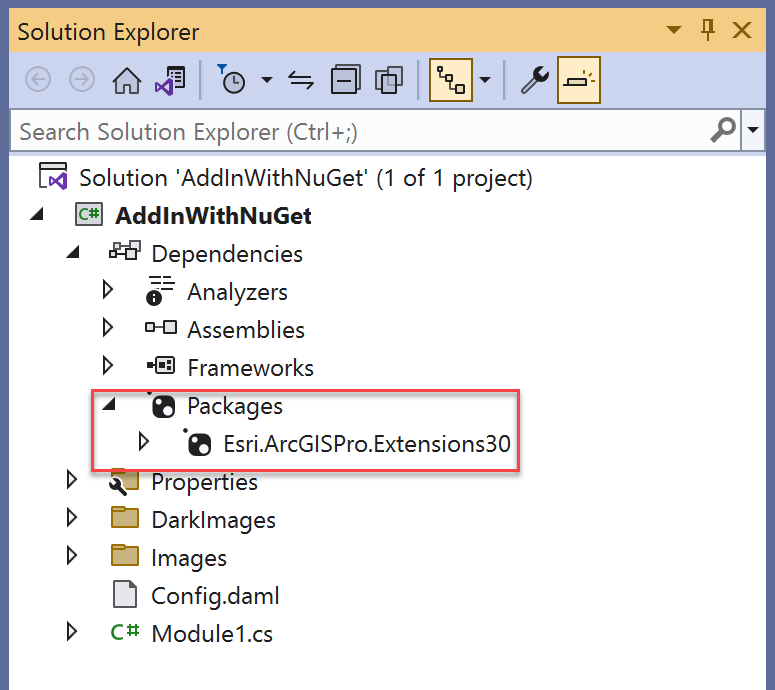 Solution Explorer
Search Solution Explorer (Ctrl+;)
Solution 'AddInWithNuGet' (1 of 1 project)
C# AddInWithNuGet
Dependencies
Analyzers
Assemblies
Frameworks
Packages
Esri.ArcGISPro.Extensions30
Properties
DarkImages
Images
Config.daml
C# Module1.cs